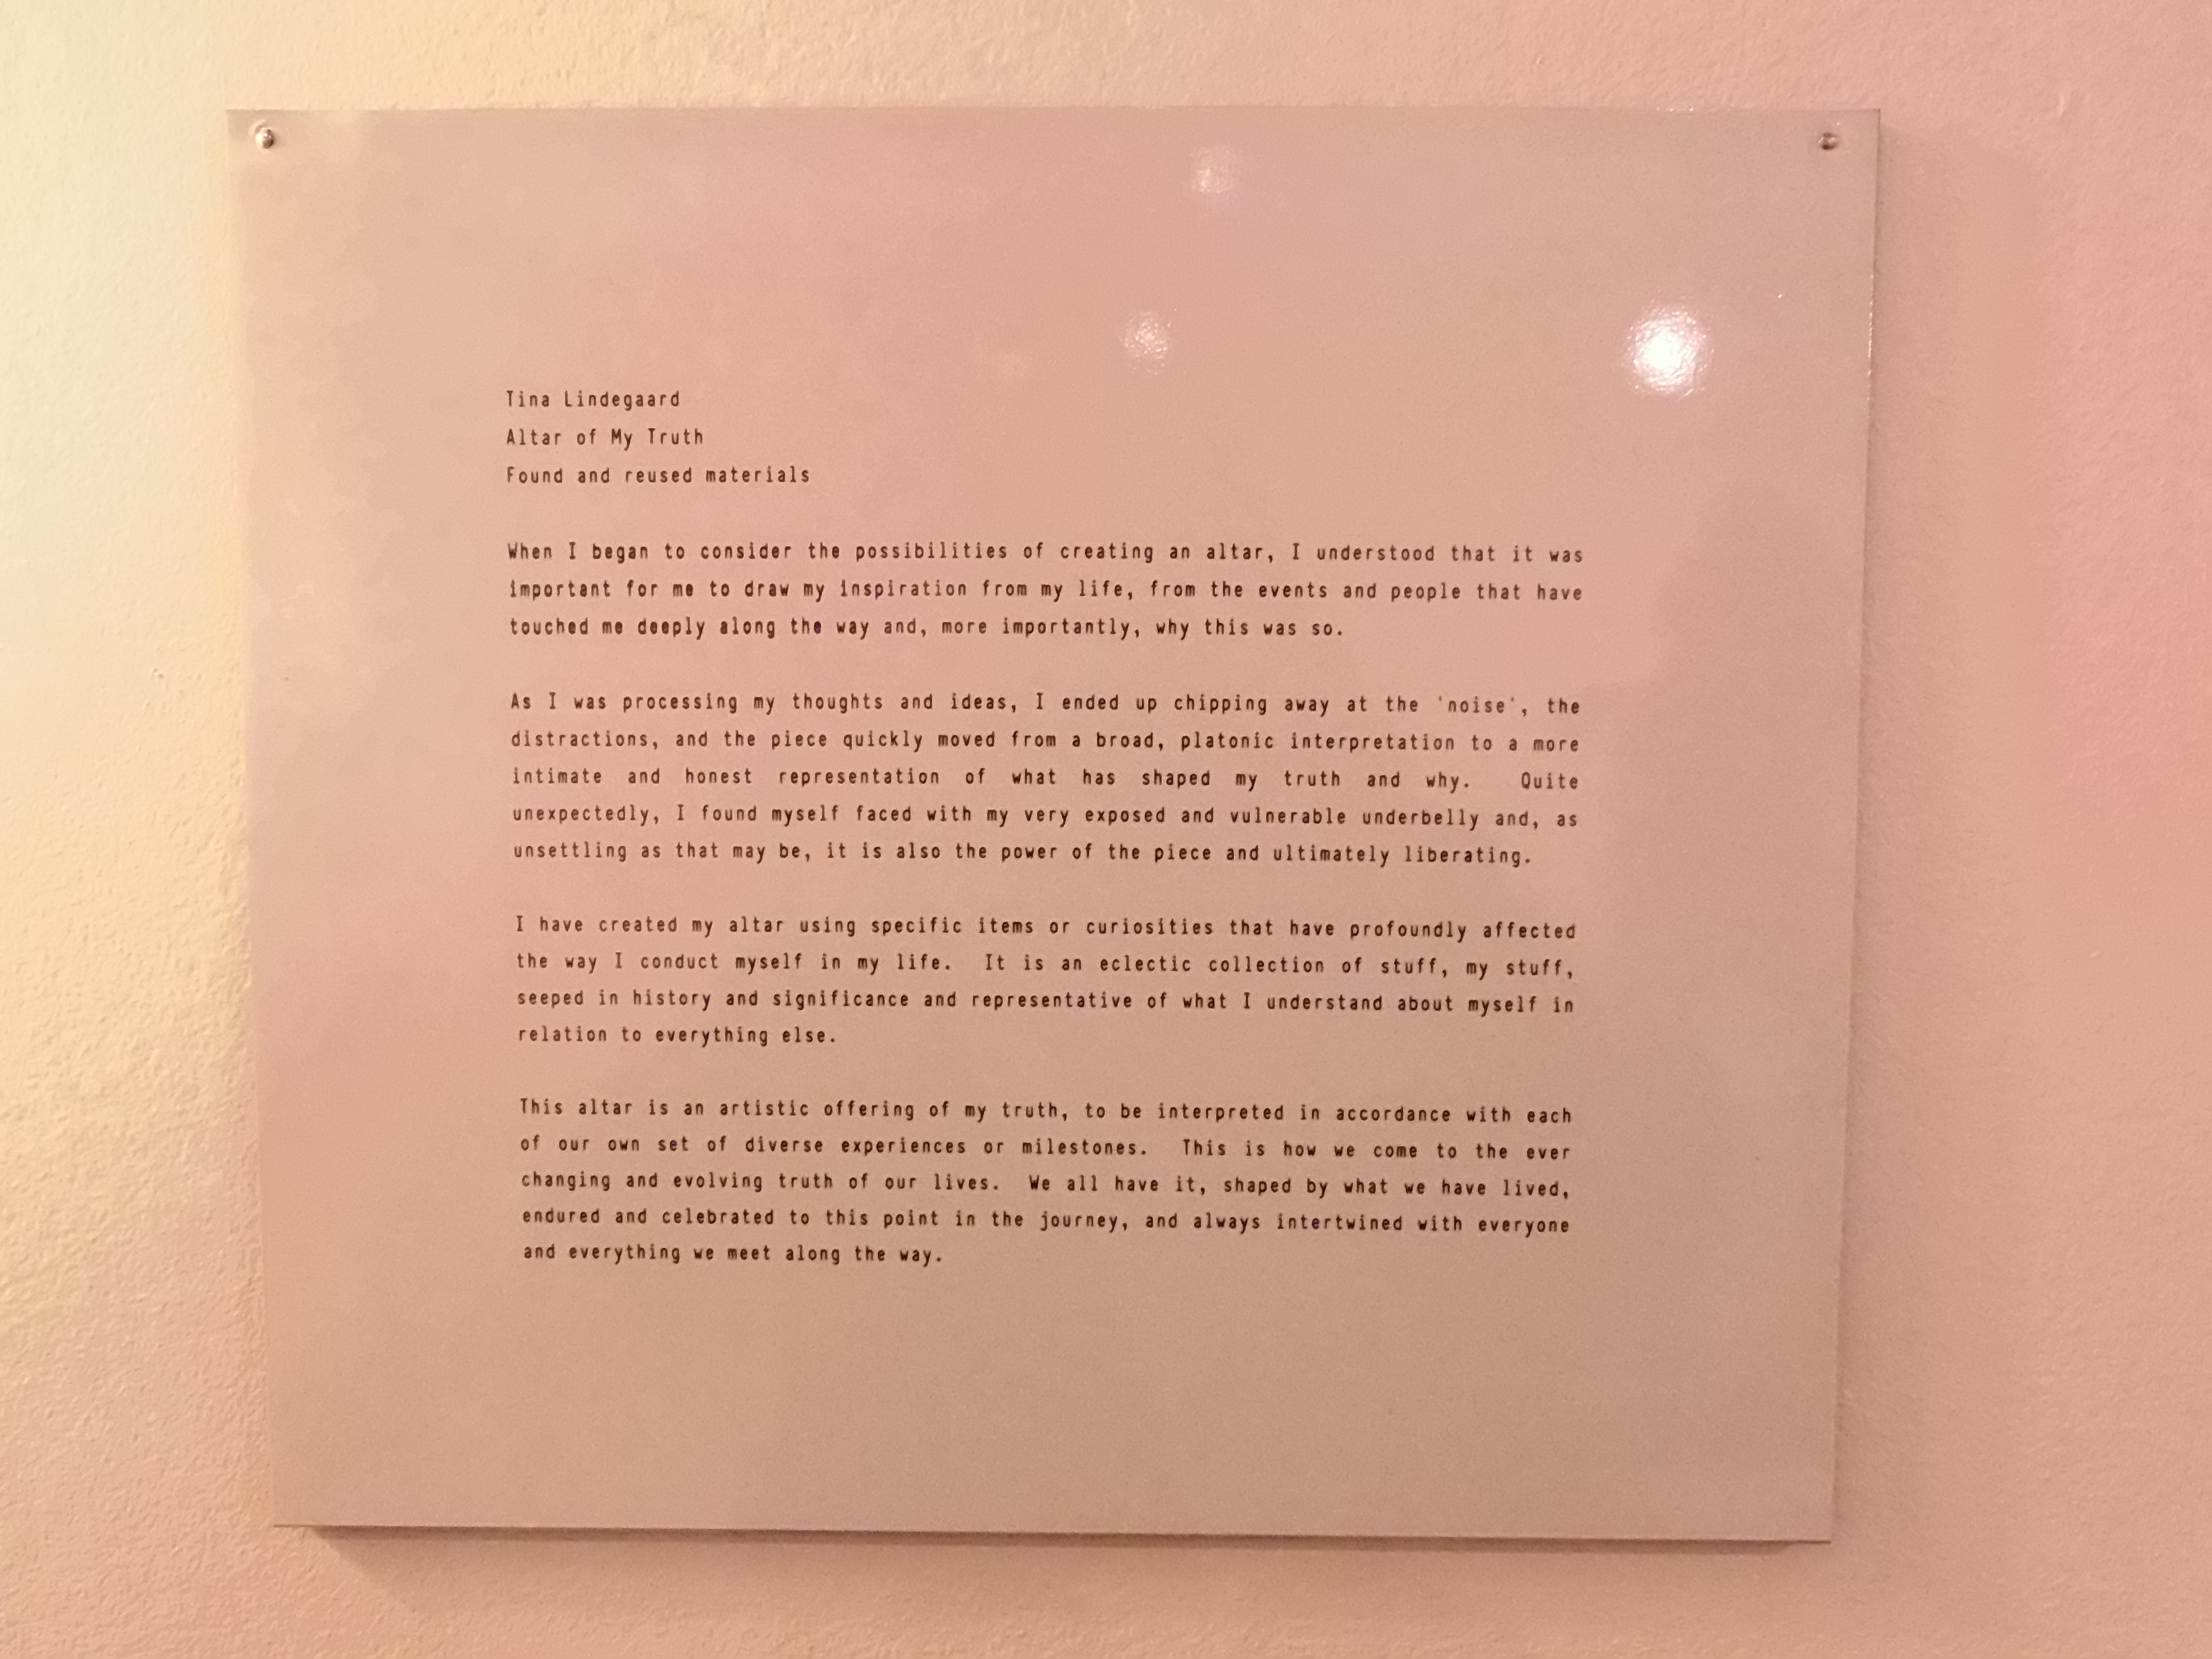 Tina Lindegaard
Altar of My Truth
Found and reused materials
When I began to consider the possibilities of creating an altar, I understood that it was
important for me to draw my inspiration from my life, from the events and people that have
touched me deeply along the way and, more importantly, why this was so.
As I was processing my thoughts and ideas, I ended up chipping away at the 'noise', the
distractions, and the piece quickly moved from a broad, platonic interpretation to a more
intimate and honest representation of what has shaped my truth and why. Quite
unexpectedly, I found myself faced with my very exposed and vulnerable underbelly and, as
unsettling as that may be, it is also the power of the piece and ultimately liberating.
I have created my altar using specific items or curiosities that have profoundly affected
the way I conduct myself in my life. It is an eclectic collection of stuff, my stuff,
seeped in history and significance and representative of what I understand about myself in
relation to everything else.
This altar is an artistic offering of my truth, to be interpreted in accordance with each
of our own set of diverse experiences or milestones. This is how we come to the ever
changing and evolving truth of our lives. We all have it, shaped by what we have lived,
endured and celebrated to this point in the journey, and always intertwined with everyone
and everything we meet along the way.